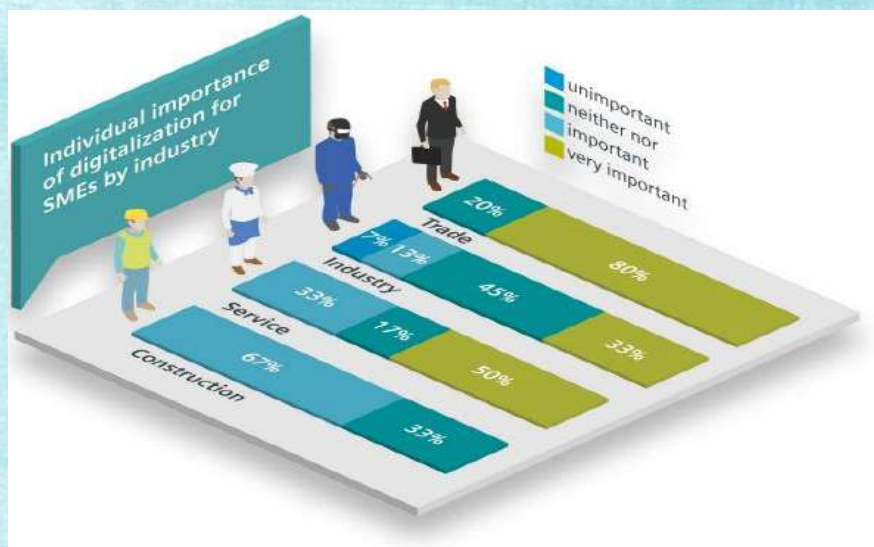 Individual importance
of digitalization for
SMEs by industry
unimportant
neither nor
important
very important
Trade
20%
80%
Industry
7%
13%
45%
33%
Service
33%
17%
50%
Construction
67%
33%